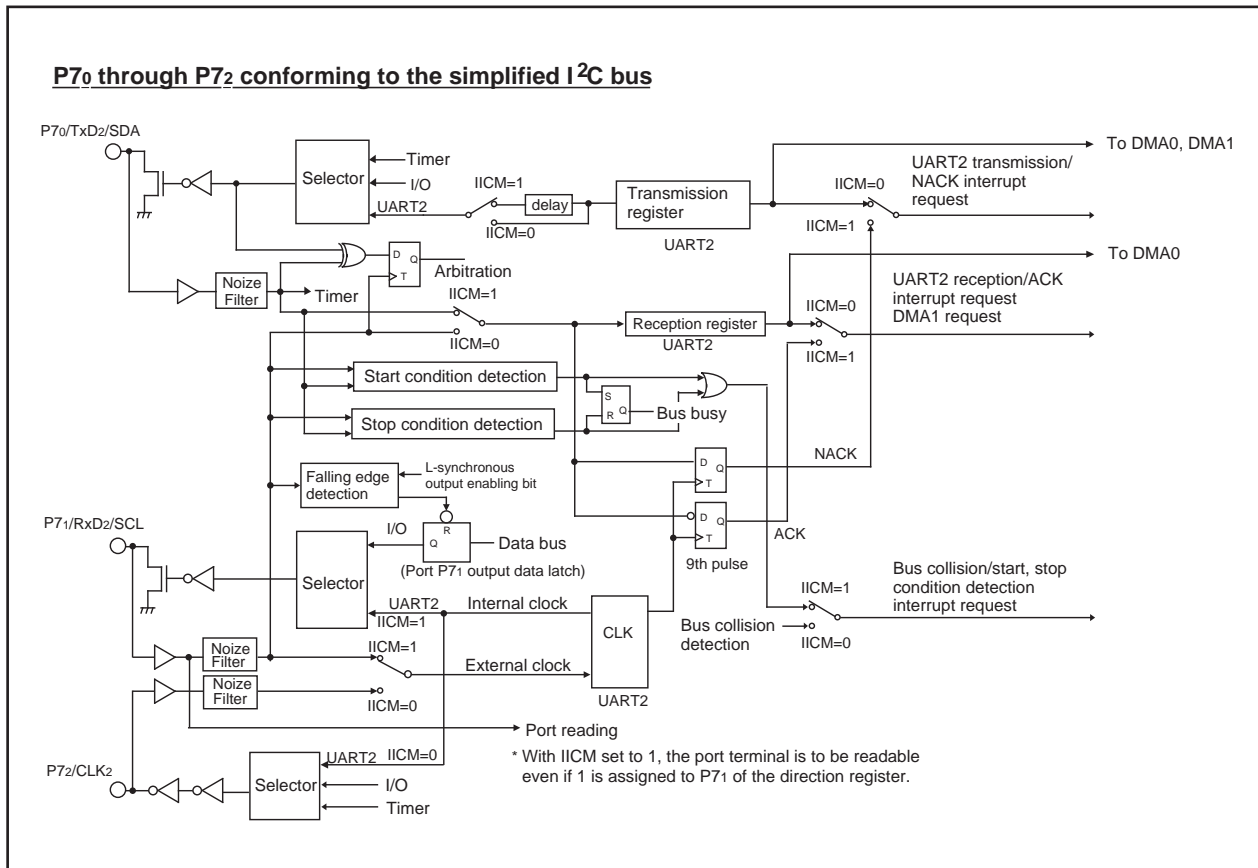 P70 through P72 conforming to the simplified I2C bus
P70/TxD2/SDA
Selector
Timer
I/O
UART2
IICM=1
delay
IICM=0
Transmission
register
UART2
IICM=0
IICM=1
To DMA0, DMA1
UART2 transmission/
NACK interrupt
request
To DMA0
D
Q
T
Arbitration
Noize
Filter
Timer
IICM=1
IICM=0
Reception register
UART2
IICM=0
IICM=1
UART2 reception/ACK
interrupt request
DMA1 request
Start condition detection
Stop condition detection
S
R
Q
Bus busy
NACK
D
Q
T
Falling edge
detection
L-synchronous
output enabling bit
D
Q
T
ACK
9th pulse
P71/RxD2/SCL
I/O
R
Q
Data bus
(Port P71 output data latch)
Selector
UART2
IICM=1
Internal clock
CLK
UART2
External clock
Noize
Filter
IICM=1
Noize
Filter
IICM=0
IICM=1
Bus collision
detection
IICM=0
Bus collision/start, stop
condition detection
interrupt request
Port reading
* With IICM set to 1, the port terminal is to be readable
even if 1 is assigned to P71 of the direction register.
P72/CLK2
Selector
UART2
IICM=0
I/O
Timer